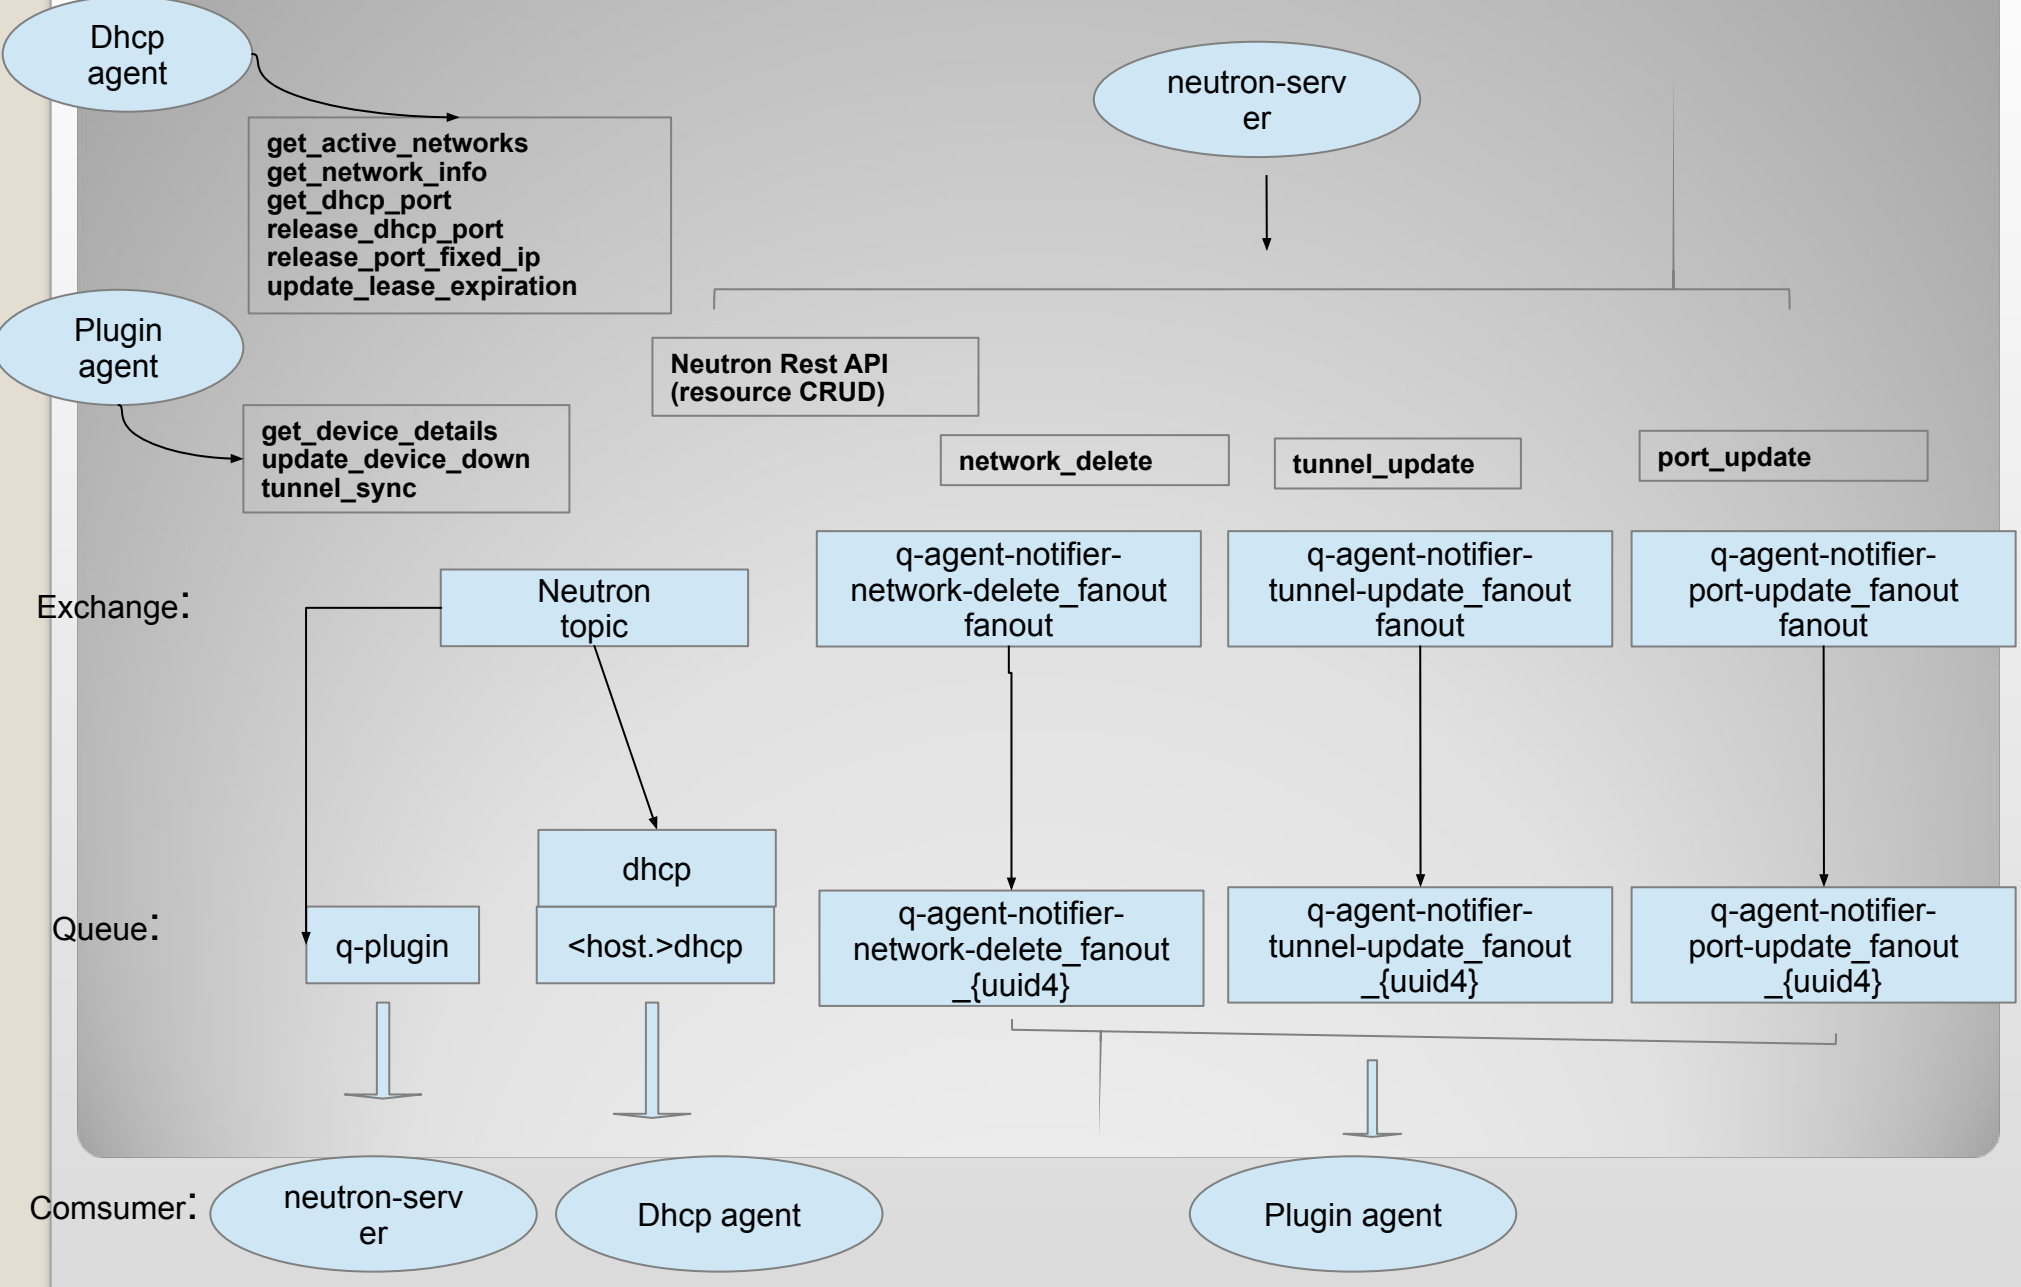 Dhcp
agent
neutron-serv
er
get_active_networks
get_network_info
get_dhcp_port
release_dhcp_port
release_port_fixed_ip
update_lease_expiration
Plugin
agent
Neutron Rest API
(resource CRUD)
get_device_details
update_device_down
tunnel_sync
network_delete
tunnel_update
port_update
Exchange:
Neutron
topic
q-agent-notifier-
network-delete_fanout
fanout
q-agent-notifier-
tunnel-update_fanout
fanout
q-agent-notifier-
port-update_fanout
fanout
dhcp
Queue:
q-plugin
<host.>dhcp
q-agent-notifier-
network-delete_fanout
_{uuid4}
q-agent-notifier-
tunnel-update_fanout
_{uuid4}
q-agent-notifier-
port-update_fanout
_{uuid4}
Comsumer:
neutron-serv
er
Dhcp agent
Plugin agent